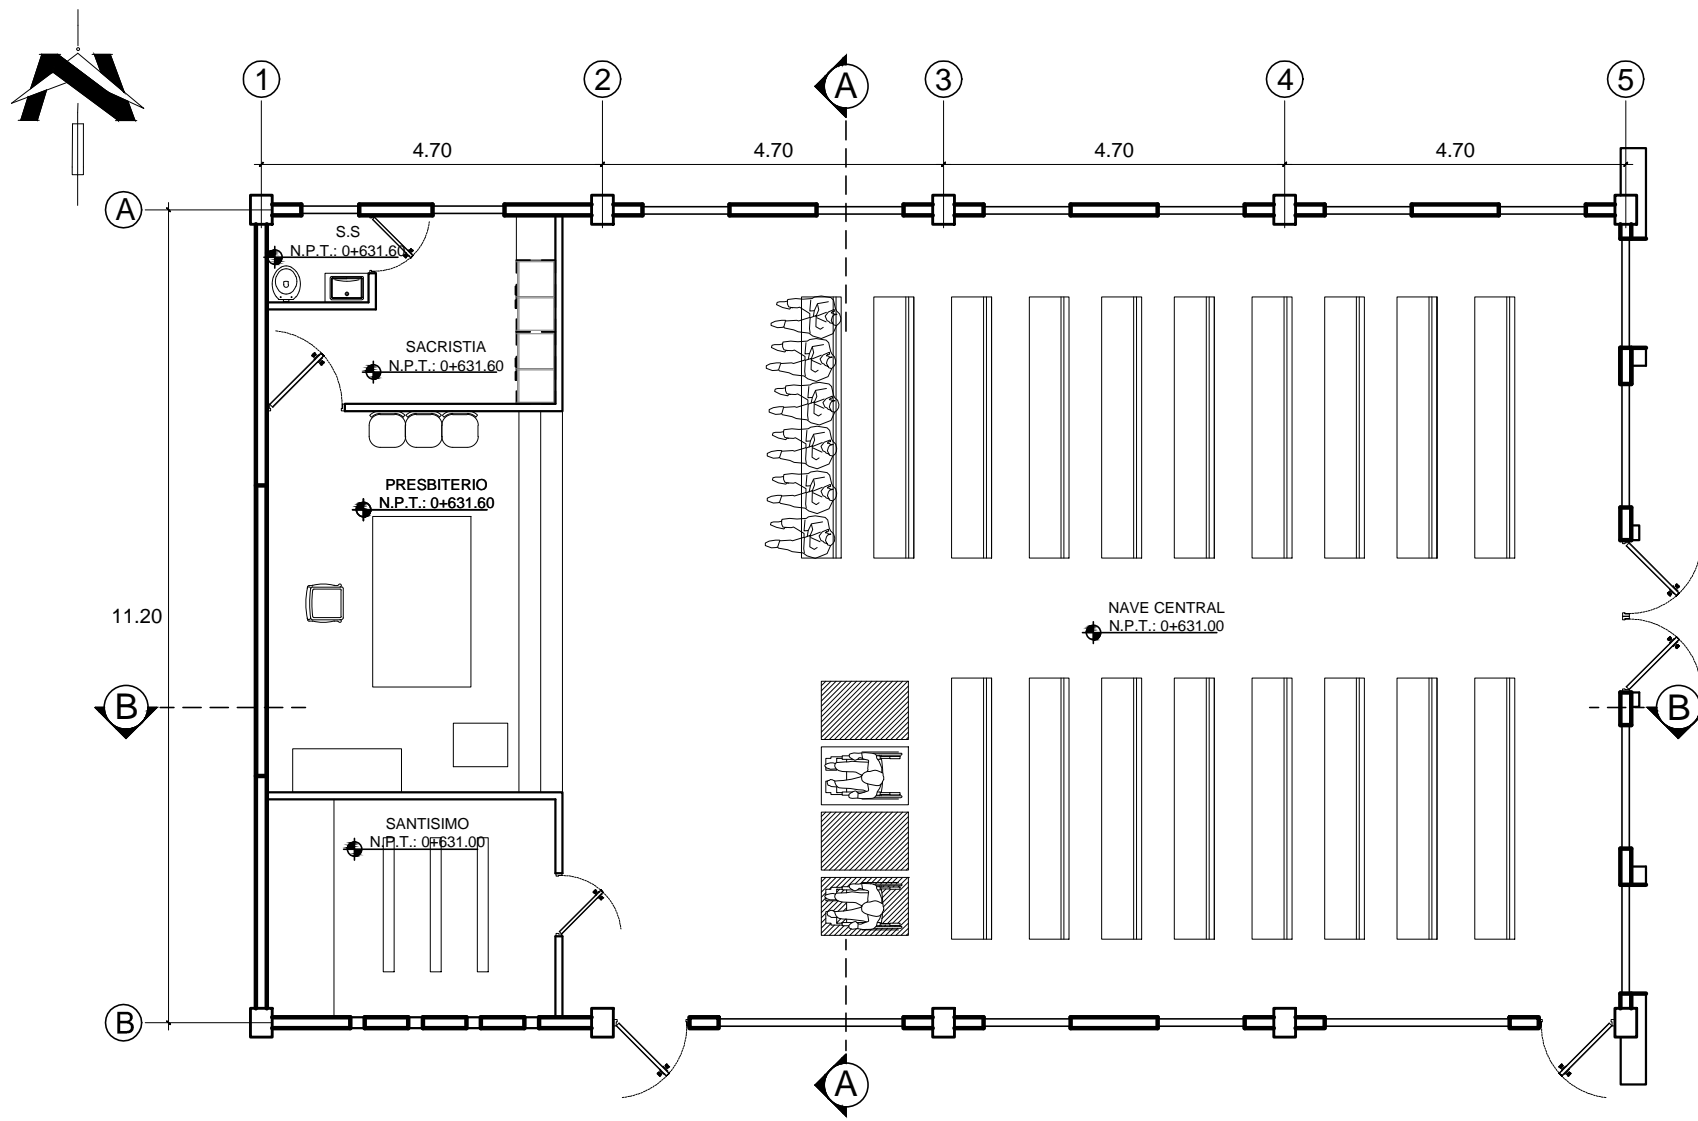 1
2
A
3
4
5
4.70
4.70
4.70
4.70
A
S.S
N.P.T.: 0+631.60
SACRISTIA
N.P.T.: 0+631.60
PRESBITERIO
N.P.T.: 0+631.60
11.20
NAVE CENTRAL
N.P.T.: 0+631.00
B
B
SANTISIMO
N.P.T.: 0+631.00
B
A